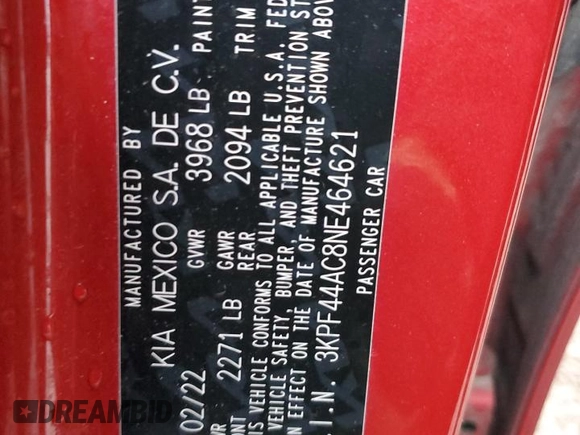 MANUFACTURED BY
KIA MEXICO S.A. DE C.V.
02/22 GVWR 3968 LB PAINT
2271 LB GAWR REAR 2094 LB TRIM
VEHICLE CONFORMS TO ALL APPLICABLE U.S.A. FED
VEHICLE SAFETY, BUMPER, AND THEFT PREVENTION ST
IN EFFECT ON THE DATE OF MANUFACTURE SHOWN ABOV
.I.N. 3KPF44AC8NE464621
PASSENGER CAR
DREAMBID